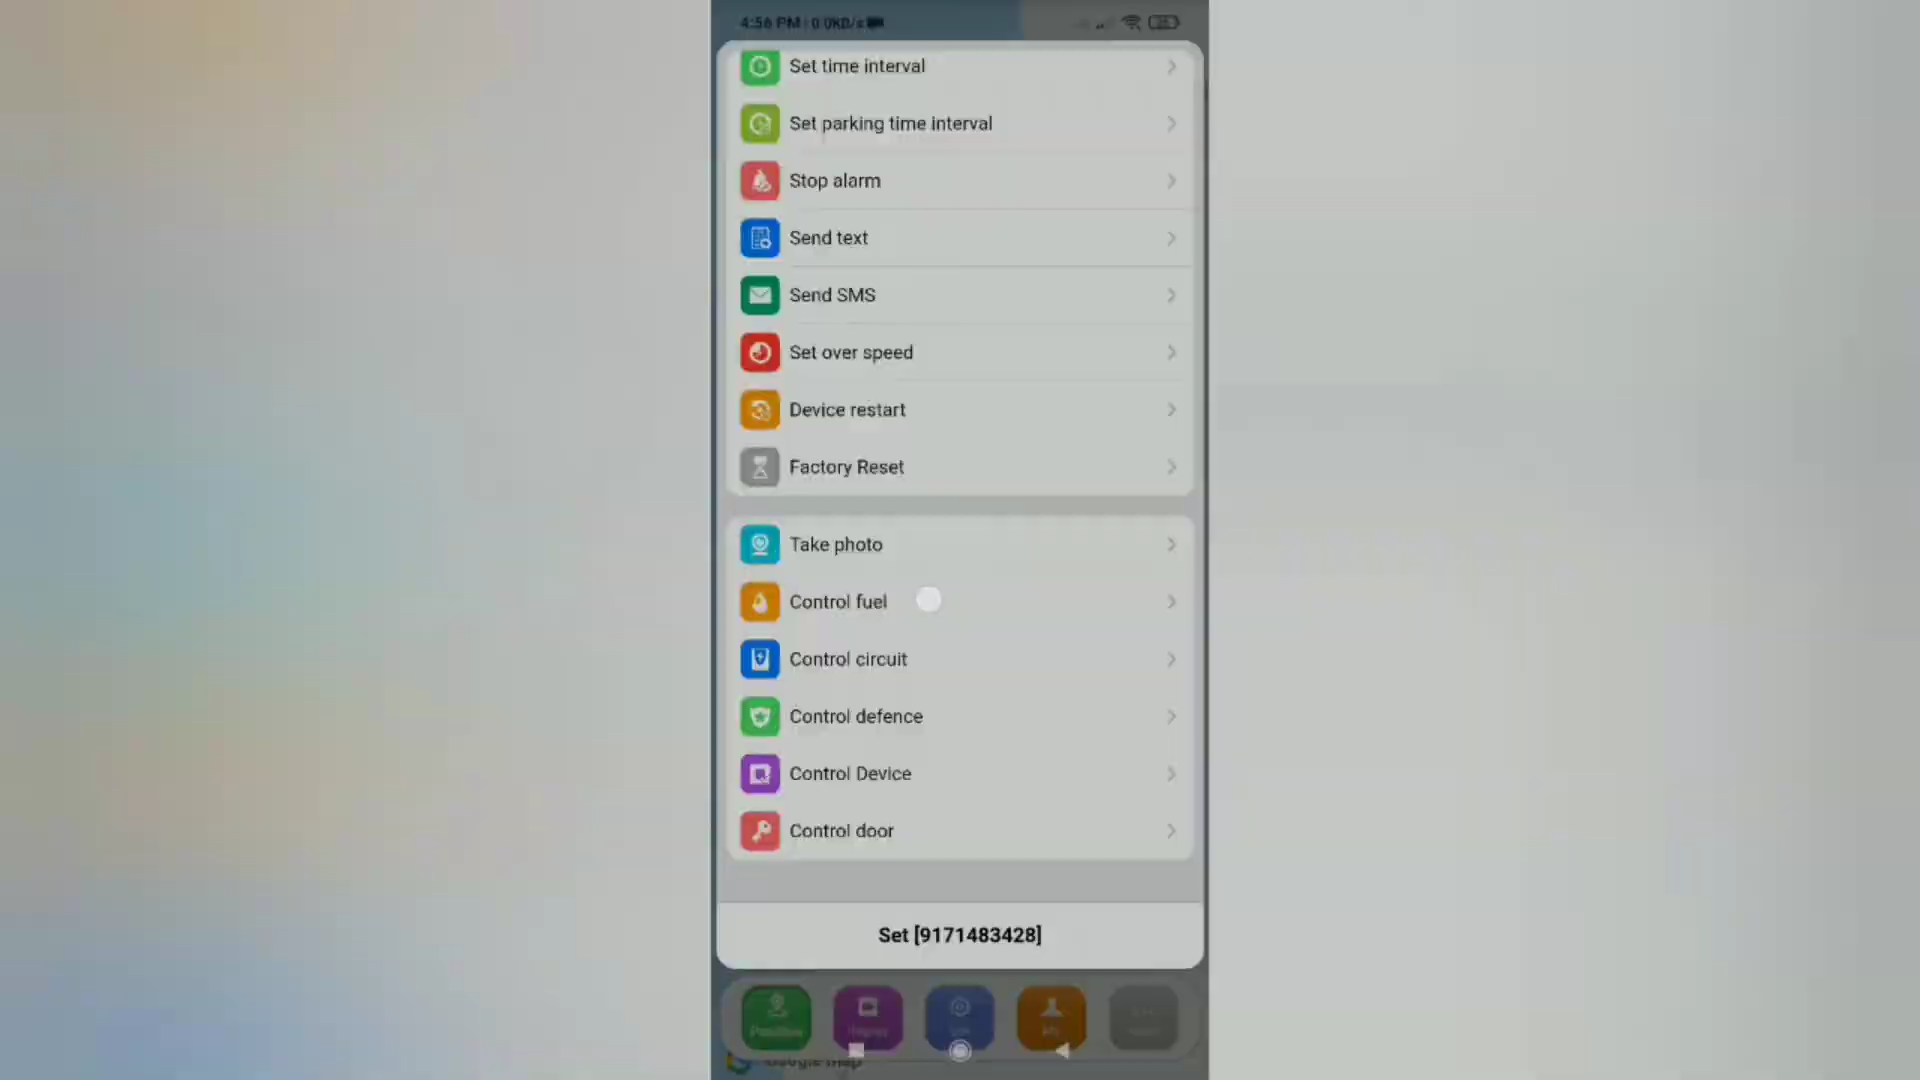 4:56 PM | 0.0KB/s
Set time interval
Set parking time interval
Stop alarm
Send text
Send SMS
Set over speed
Device restart
Factory Reset
Take photo
Control fuel
Control circuit
Control defence
Control Device
Control door
Set [9171483428]
Google map